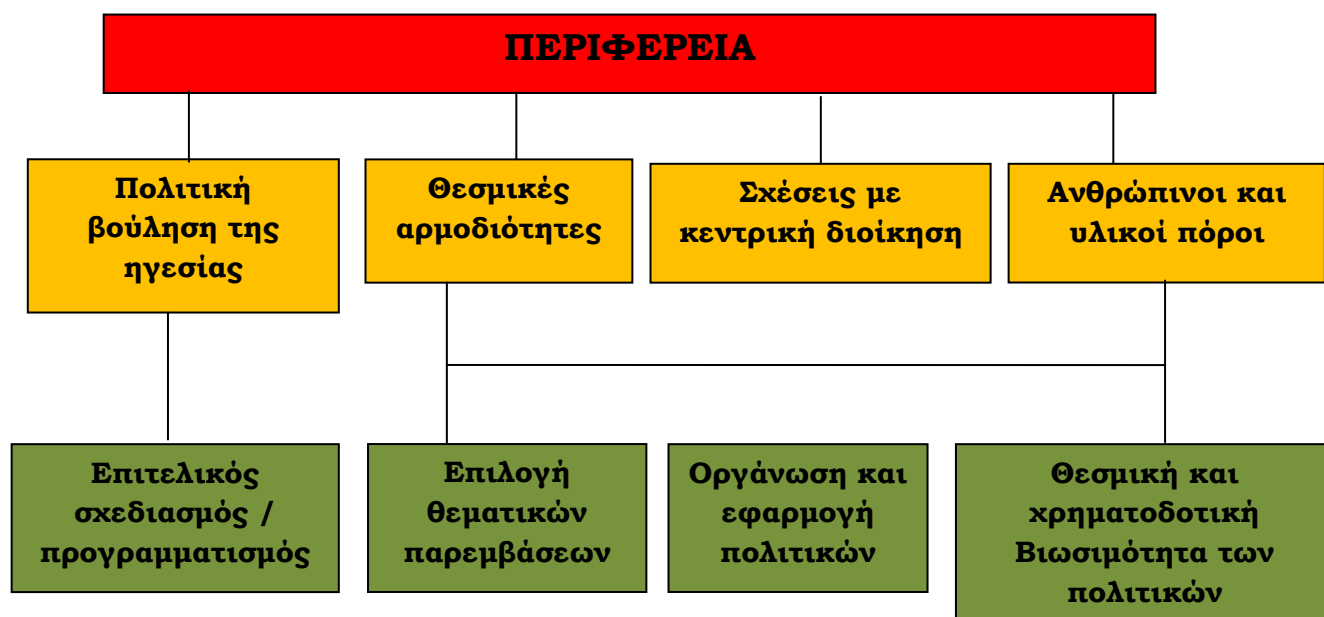 ΠΕΡΙΦΕΡΕΙΑ
Πολιτική
βούληση της
ηγεσίας
Θεσμικές
αρμοδιότητες
Σχέσεις με
κεντρική διοίκηση
Ανθρώπινοι και
υλικοί πόροι
Επιτελικός
σχεδιασμός /
προγραμματισμός
Επιλογή
θεματικών
παρεμβάσεων
Οργάνωση και
εφαρμογή
πολιτικών
Θεσμική και
χρηματοδοτική
Βιωσιμότητα των
πολιτικών